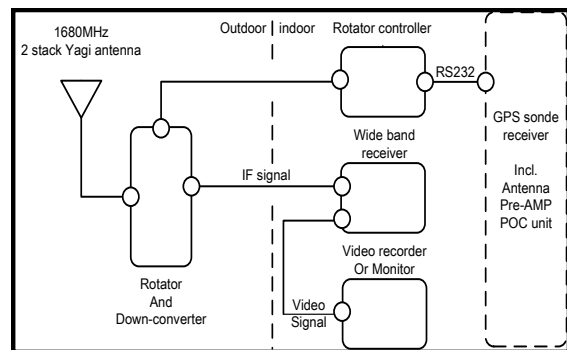 1680MHz
2 stack Yagi antenna
Outdoor
indoor
Rotator controller
RS232
GPS sonde
receiver
Incl.
Antenna
Pre-AMP
POC unit
Wide band
receiver
IF signal
Video recorder
Or Monitor
Rotator
And
Down-converter
Video
Signal